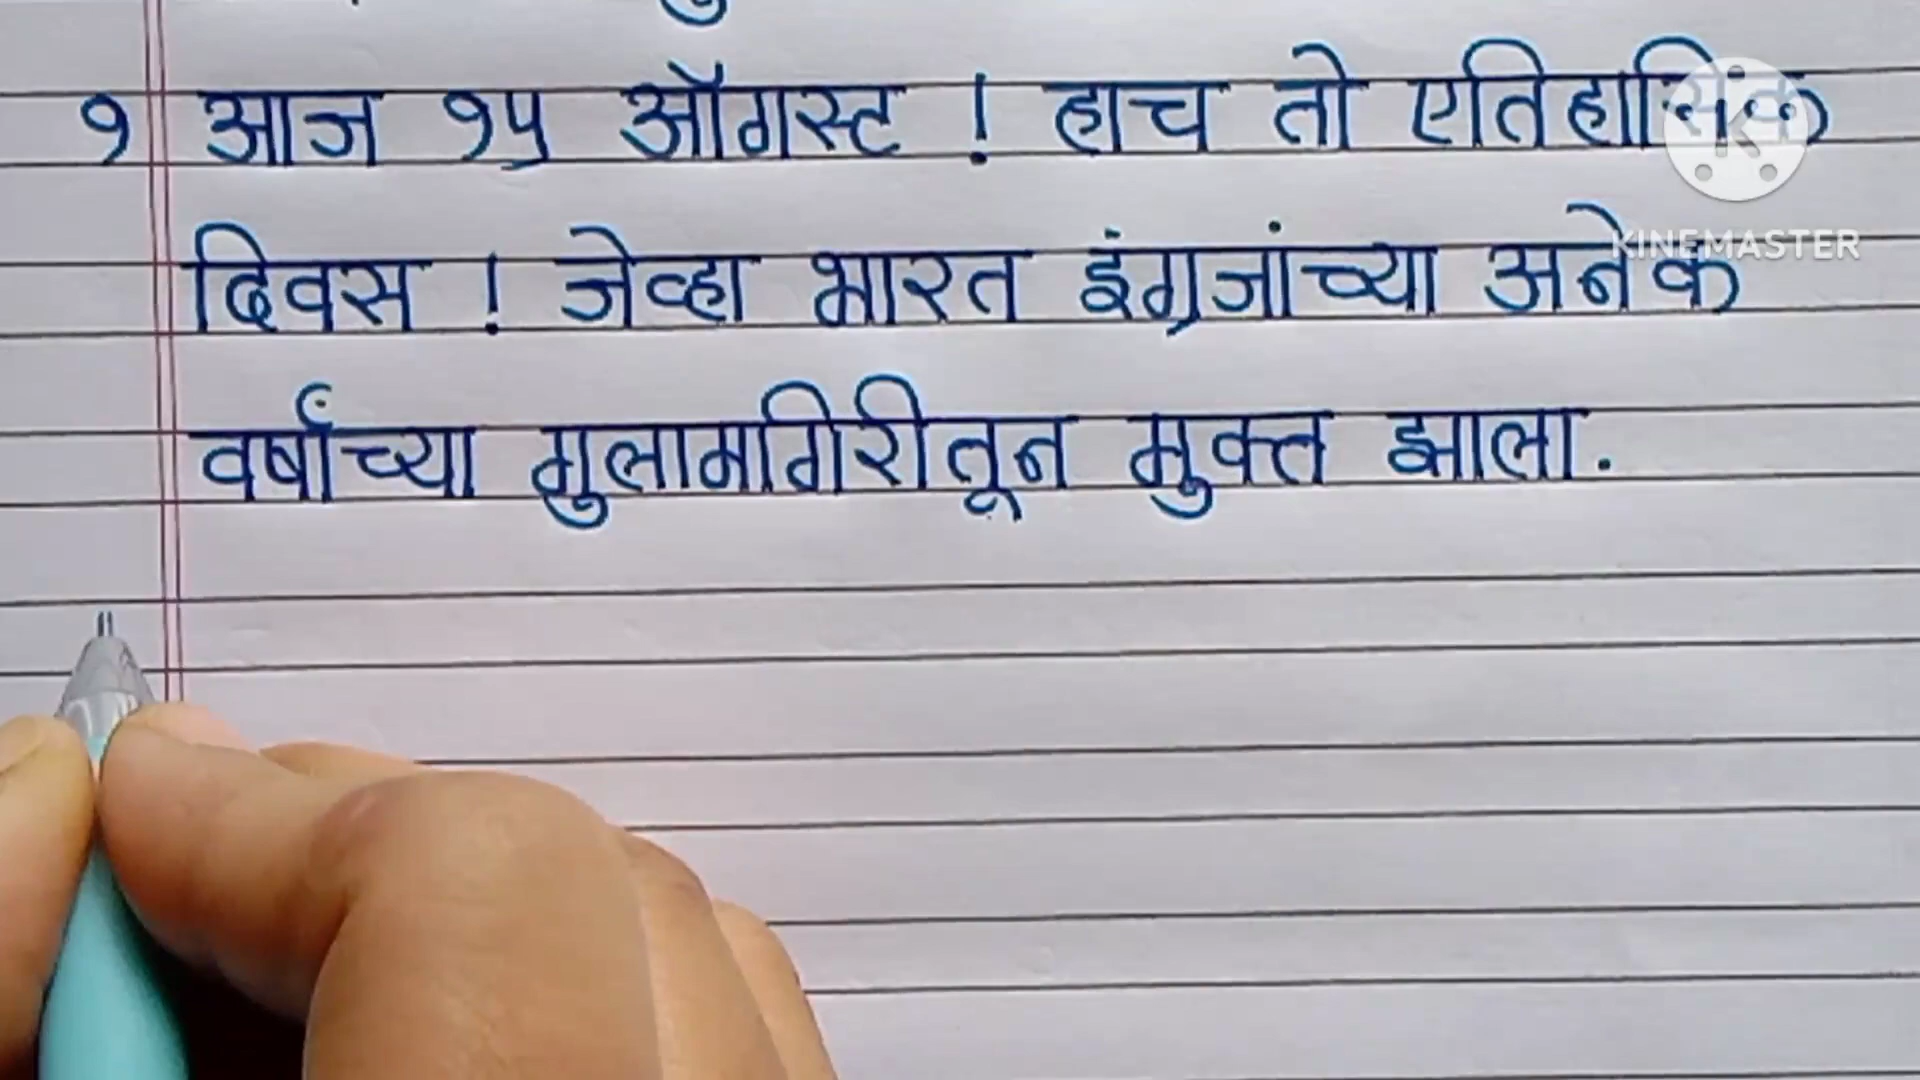 १ आज १५ ऑगस्ट ! हाच तो एतिहासिक
दिवस ! जेव्हा भारत इंग्रजांच्या अनेक
वर्षांच्या गुलामगिरीतून मुक्त झाला.
KINEMASTER